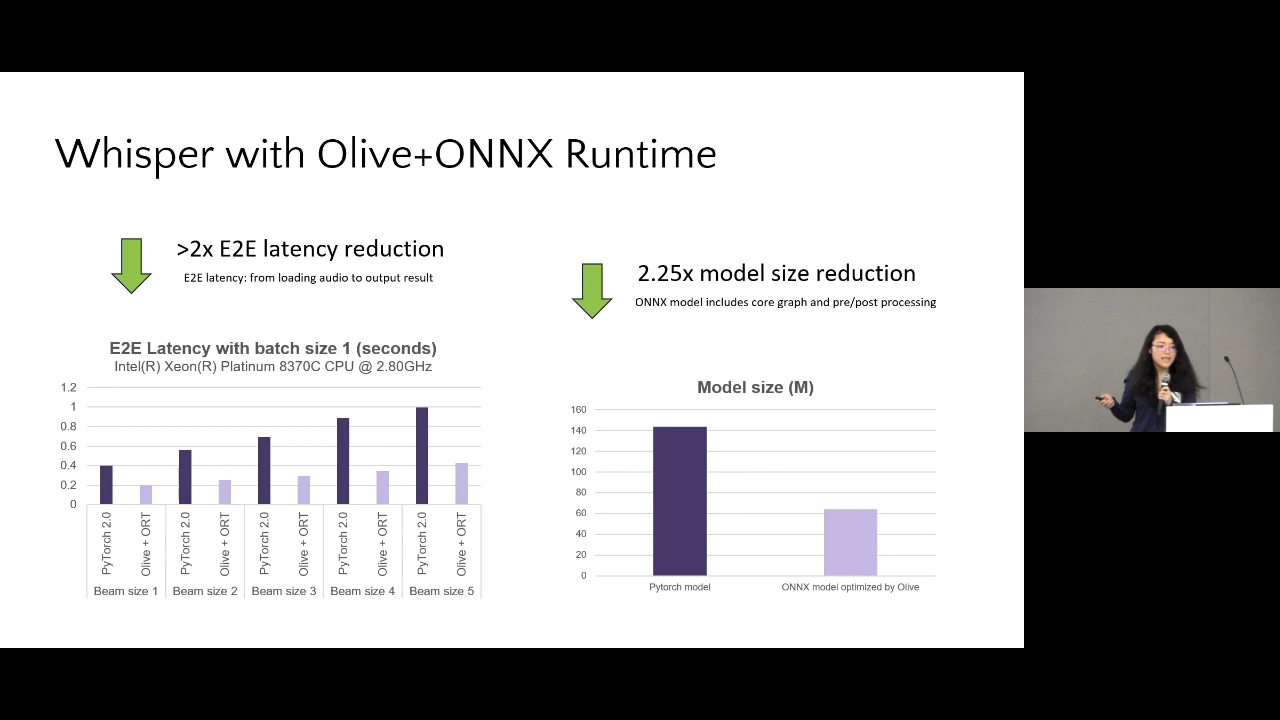 Whisper with Olive+ONNX Runtime
>2x E2E latency reduction
E2E latency: from loading audio to output result
2.25x model size reduction
ONNX model includes core graph and pre/post processing
E2E Latency with batch size 1 (seconds)
Intel(R) Xeon(R) Platinum 8370C CPU @ 2.80GHz
1.2
1
0.8
0.6
0.4
0.2
0
PyTorch 2.0
Olive + ORT
PyTorch 2.0
Olive + ORT
PyTorch 2.0
Olive + ORT
PyTorch 2.0
Olive + ORT
PyTorch 2.0
Olive + ORT
Beam size 1
Beam size 2
Beam size 3
Beam size 4
Beam size 5
Model size (M)
160
140
120
100
80
60
40
20
0
Pytorch model
ONNX model optimized by Olive